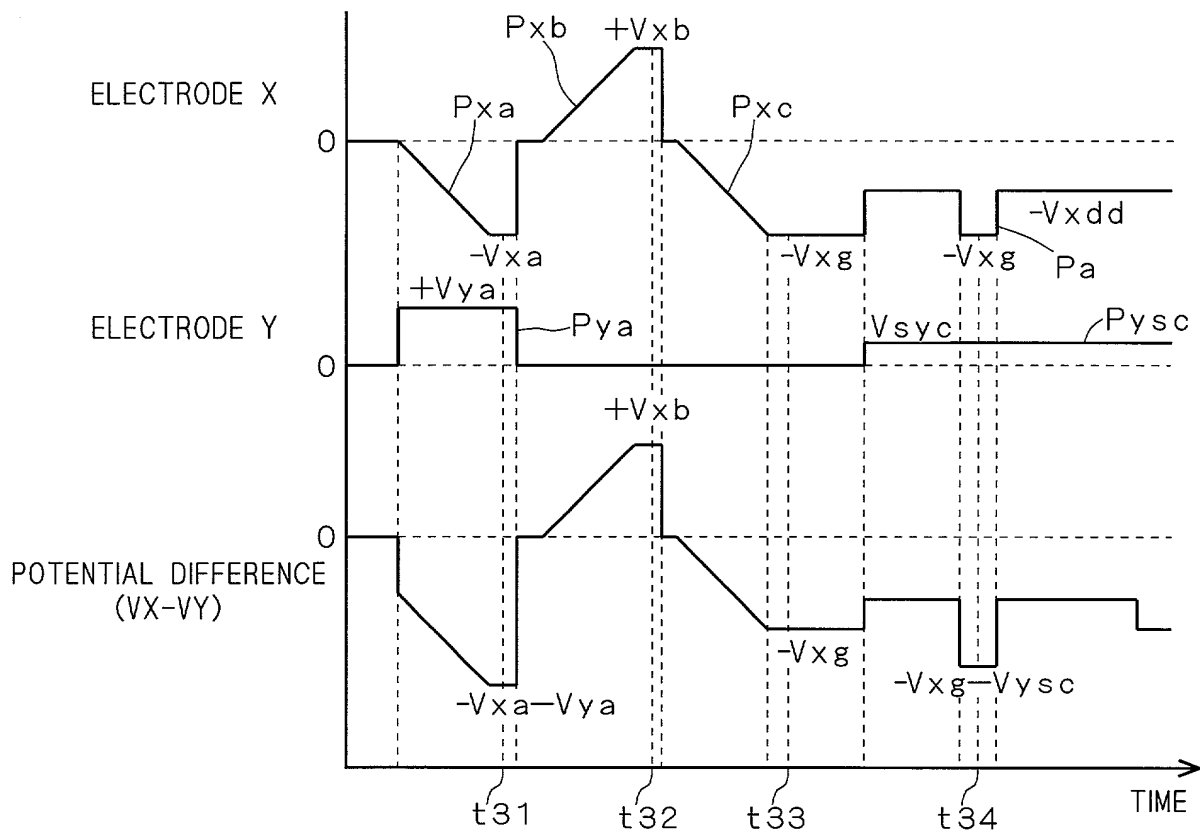 Pxb +Vxb
ELECTRODE X
Pxa Pxc
0
-Vxa -Vxg -Vxg -Vxdd
Pa
+Vya
ELECTRODE Y Pya Vsyc Pysc
0
+Vxb
0
POTENTIAL DIFFERENCE
(VX-VY)
-Vxg
-Vxa-Vya -Vxg-Vysc
t31 t32 t33 t34 TIME